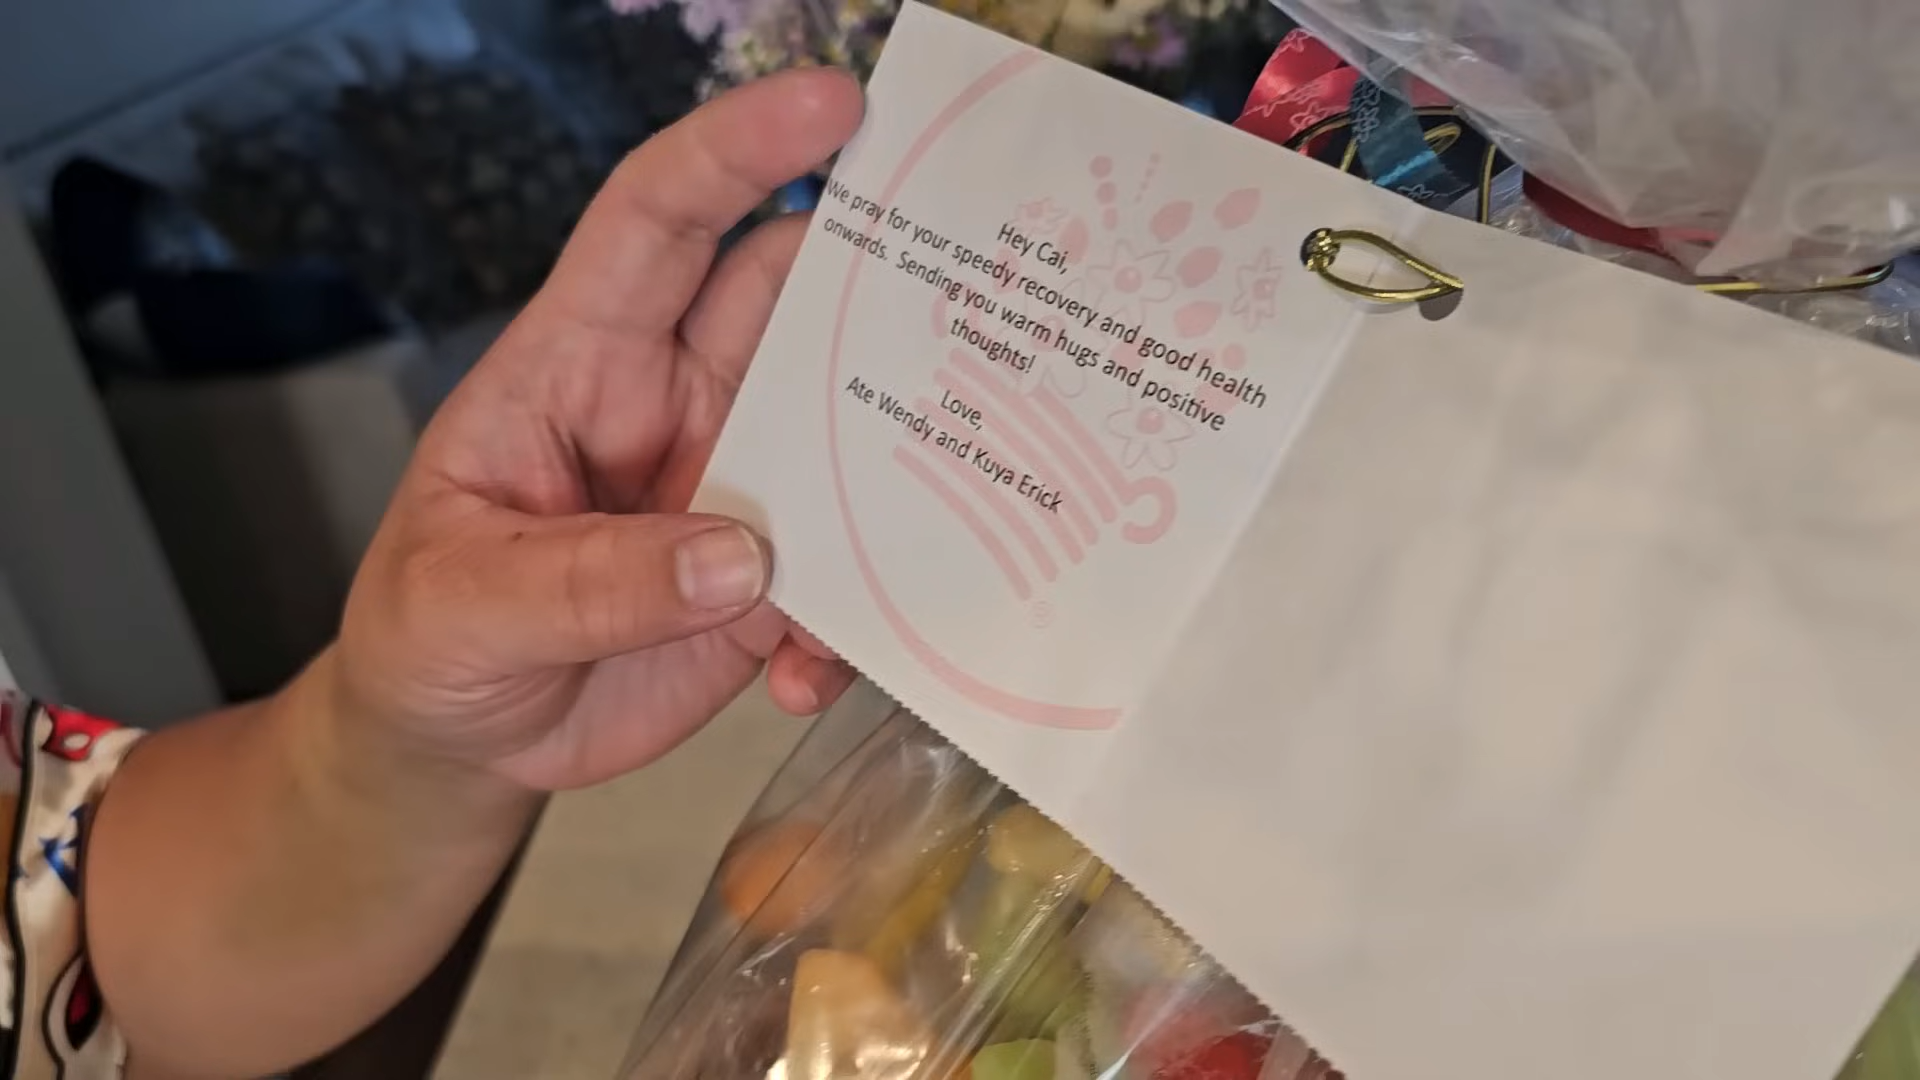 Hey Cai,
We pray for your speedy recovery and good health
onwards. Sending you warm hugs and positive
thoughts!
Love,
Ate Wendy and Kuya Erick
®